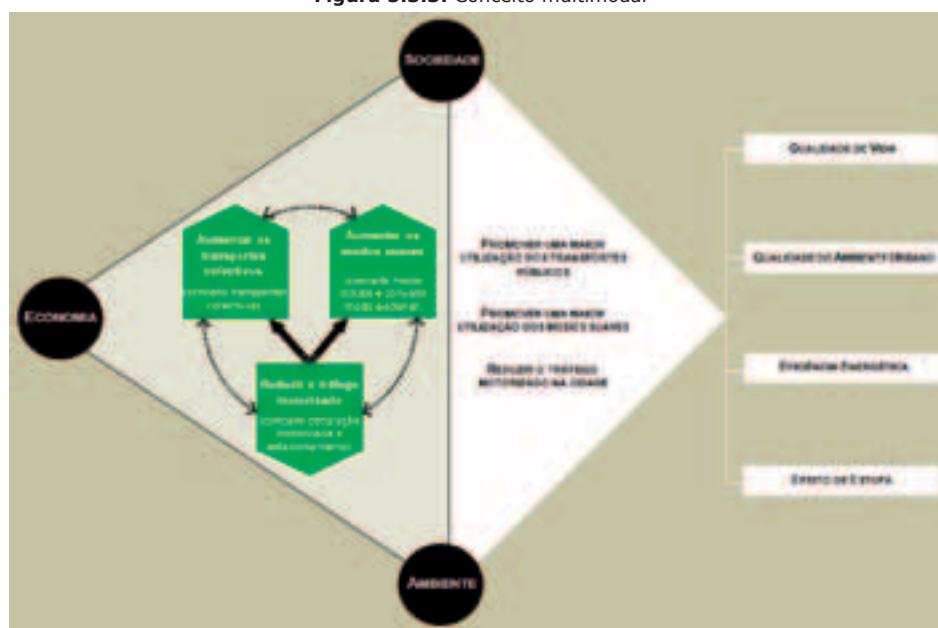 Figura 5.3.3. Conceito multimodal
SOCIEDADE
ECONOMIA
AMBIENTE
Aumentar os
transportes
colectivos
Aumentar os
modos suaves
Reduzir o tráfego
motorizado
PROMOVER UMA MAIOR
UTILIZAÇÃO DOS TRANSPORTES
PÚBLICOS
PROMOVER UMA MAIOR
UTILIZAÇÃO DOS MODOS SUAVES
REDUZIR O TRÁFEGO
MOTORIZADO NA CIDADE
QUALIDADE DE VIDA
QUALIDADE DO AMBIENTE URBANO
EFICIÊNCIA ENERGÉTICA
EFEITO DE ESTUFA